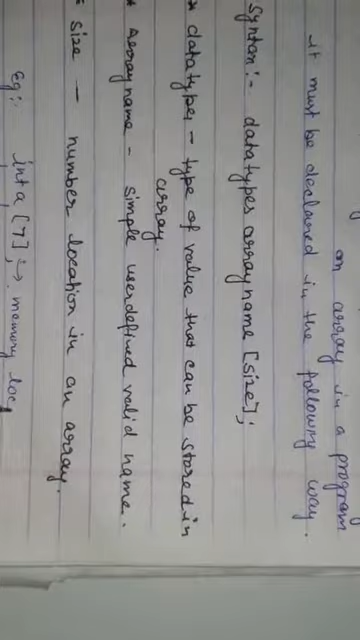 on array in a program
it must be declared in the following way.
Syntax:- datatypes arrayname [size];
* datatypes - type of value that can be stored in
array.
* Arrayname - simple userdefined valid name.
* size - number location in an array.
Eg:- int a [7]; → memory loc